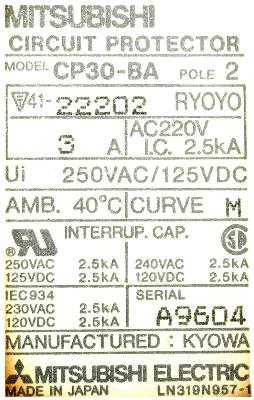 MITSUBISHI
CIRCUIT PROTECTOR
MODEL CP30-BA POLE 2
41-22202 RYOYO
3 A
AC220V
I.C. 2.5kA
Ui 250VAC/125VDC
AMB. 40°C CURVE M
INTERRUP. CAP.
250VAC 2.5kA
125VDC 2.5kA
240VAC 2.5kA
120VDC 2.5kA
IEC934
230VAC 2.5kA
120VDC 2.5kA
SERIAL
A9604
MANUFACTURED : KYOWA
MITSUBISHI ELECTRIC
MADE IN JAPAN LN319N957-1